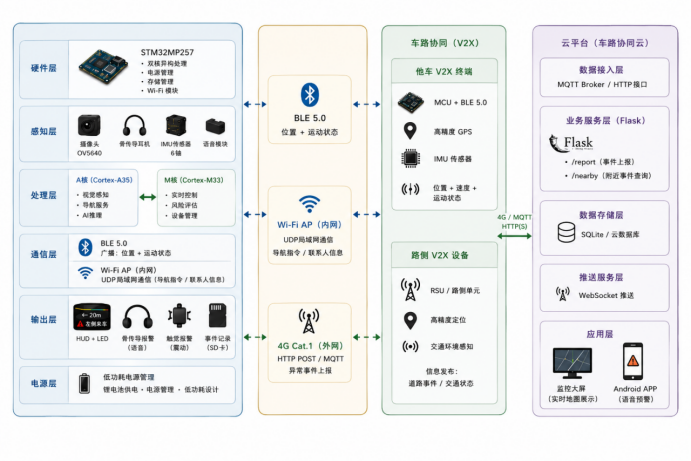 硬件层
STM32MP257
• 双核异构处理
• 电源管理
• 存储管理
• Wi-Fi 模块
感知层
摄像头
OV5640
骨传导耳机
IMU传感器
6轴
语音模块
处理层
A核 (Cortex-A35)
• 视觉感知
• 导航服务
• AI推理
M核 (Cortex-M33)
• 实时控制
• 风险评估
• 设备管理
通信层
BLE 5.0
广播:位置 + 运动状态
Wi-Fi AP(内网)
UDP局域网通信(导航指令 / 联系人信息)
输出层
20m
左侧来车
HUD + LED
骨传导报警
(语音)
触觉报警
(震动)
事件记录
(SD卡)
电源层
低功耗电源管理
锂电池供电 · 电源管理 · 低功耗设计
BLE 5.0
位置 + 运动状态
Wi-Fi AP(内网)
UDP局域网通信
导航指令 / 联系人信息
4G Cat.1(外网)
HTTP POST / MQTT
异常事件上报
车路协同(V2X)
他车 V2X 终端
MCU + BLE 5.0
高精度 GPS
IMU 传感器
位置 + 速度 +
运动状态
路侧 V2X 设备
RSU / 路侧单元
高精度定位
交通环境感知
信息发布:
道路事件 / 交通状态
4G / MQTT
HTTP(S)
云平台(车路协同云)
数据接入层
MQTT Broker / HTTP接口
业务服务层(Flask)
Flask
• /report(事件上报)
• /nearby(附近事件查询)
数据存储层
SQLite / 云数据库
推送服务层
WebSocket 推送
应用层
监控大屏
(实时地图展示)
Android APP
(语音预警)